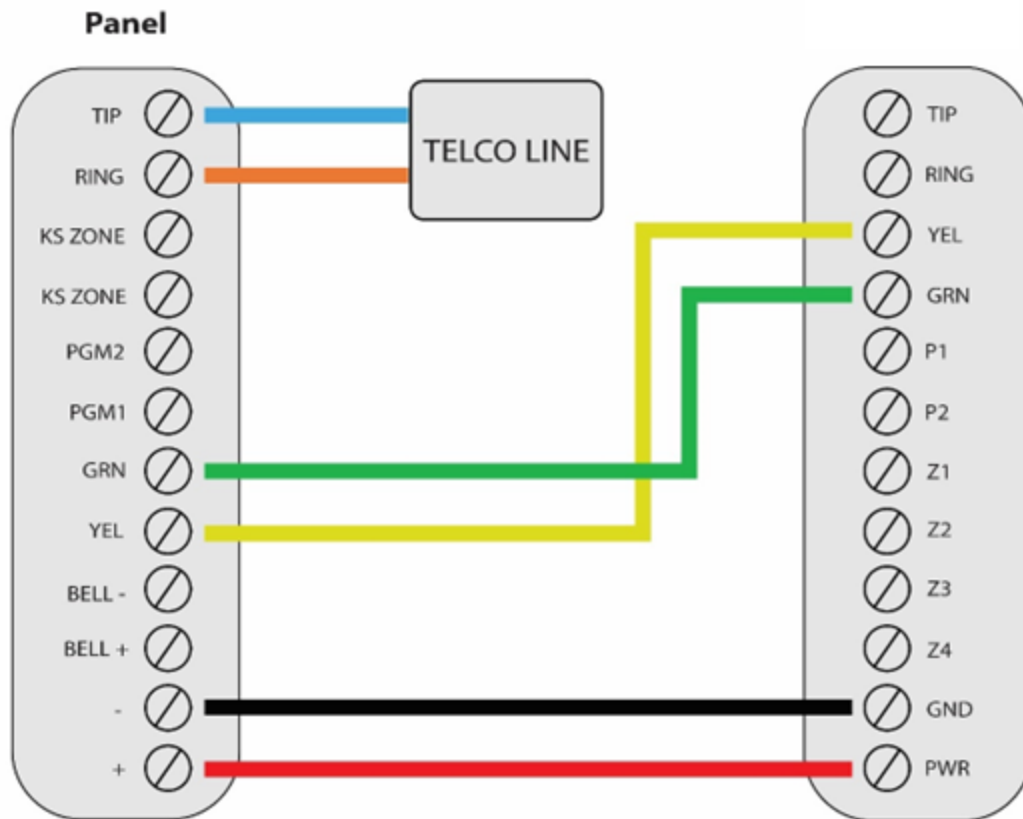 Panel
TIP
RING
KS ZONE
KS ZONE
PGM2
PGM1
GRN
YEL
BELL -
BELL +
-
+
TELCO LINE
TIP
RING
YEL
GRN
P1
P2
Z1
Z2
Z3
Z4
GND
PWR